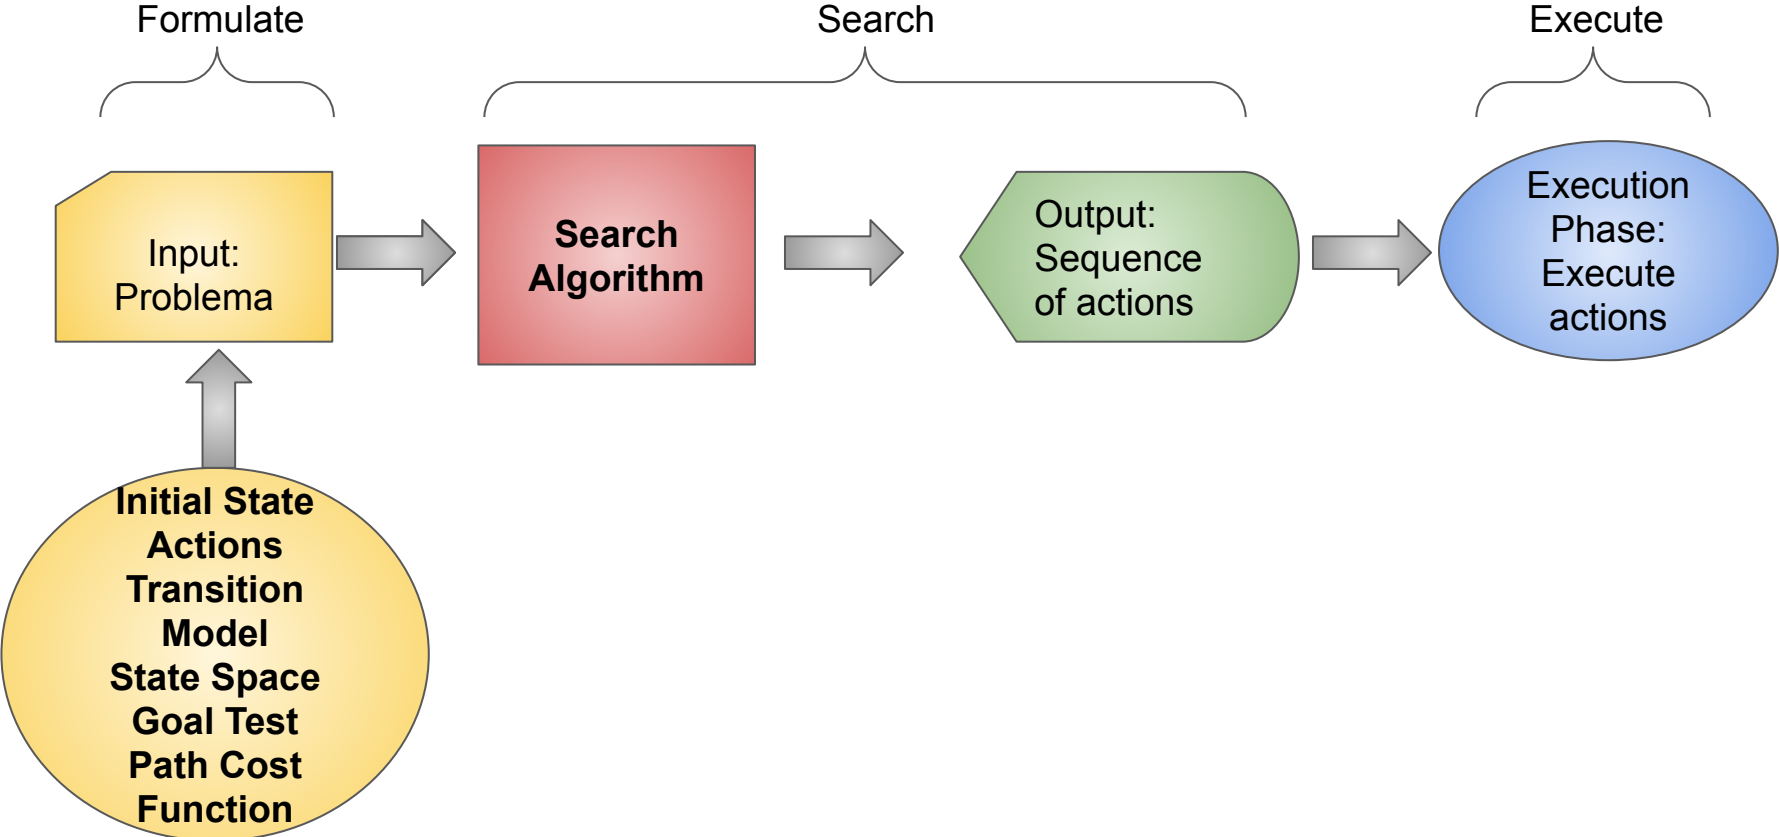 Formulate
Search
Execute
Input:
Problema
Search
Algorithm
Output:
Sequence
of actions
Execution
Phase:
Execute
actions
Initial State
Actions
Transition
Model
State Space
Goal Test
Path Cost
Function